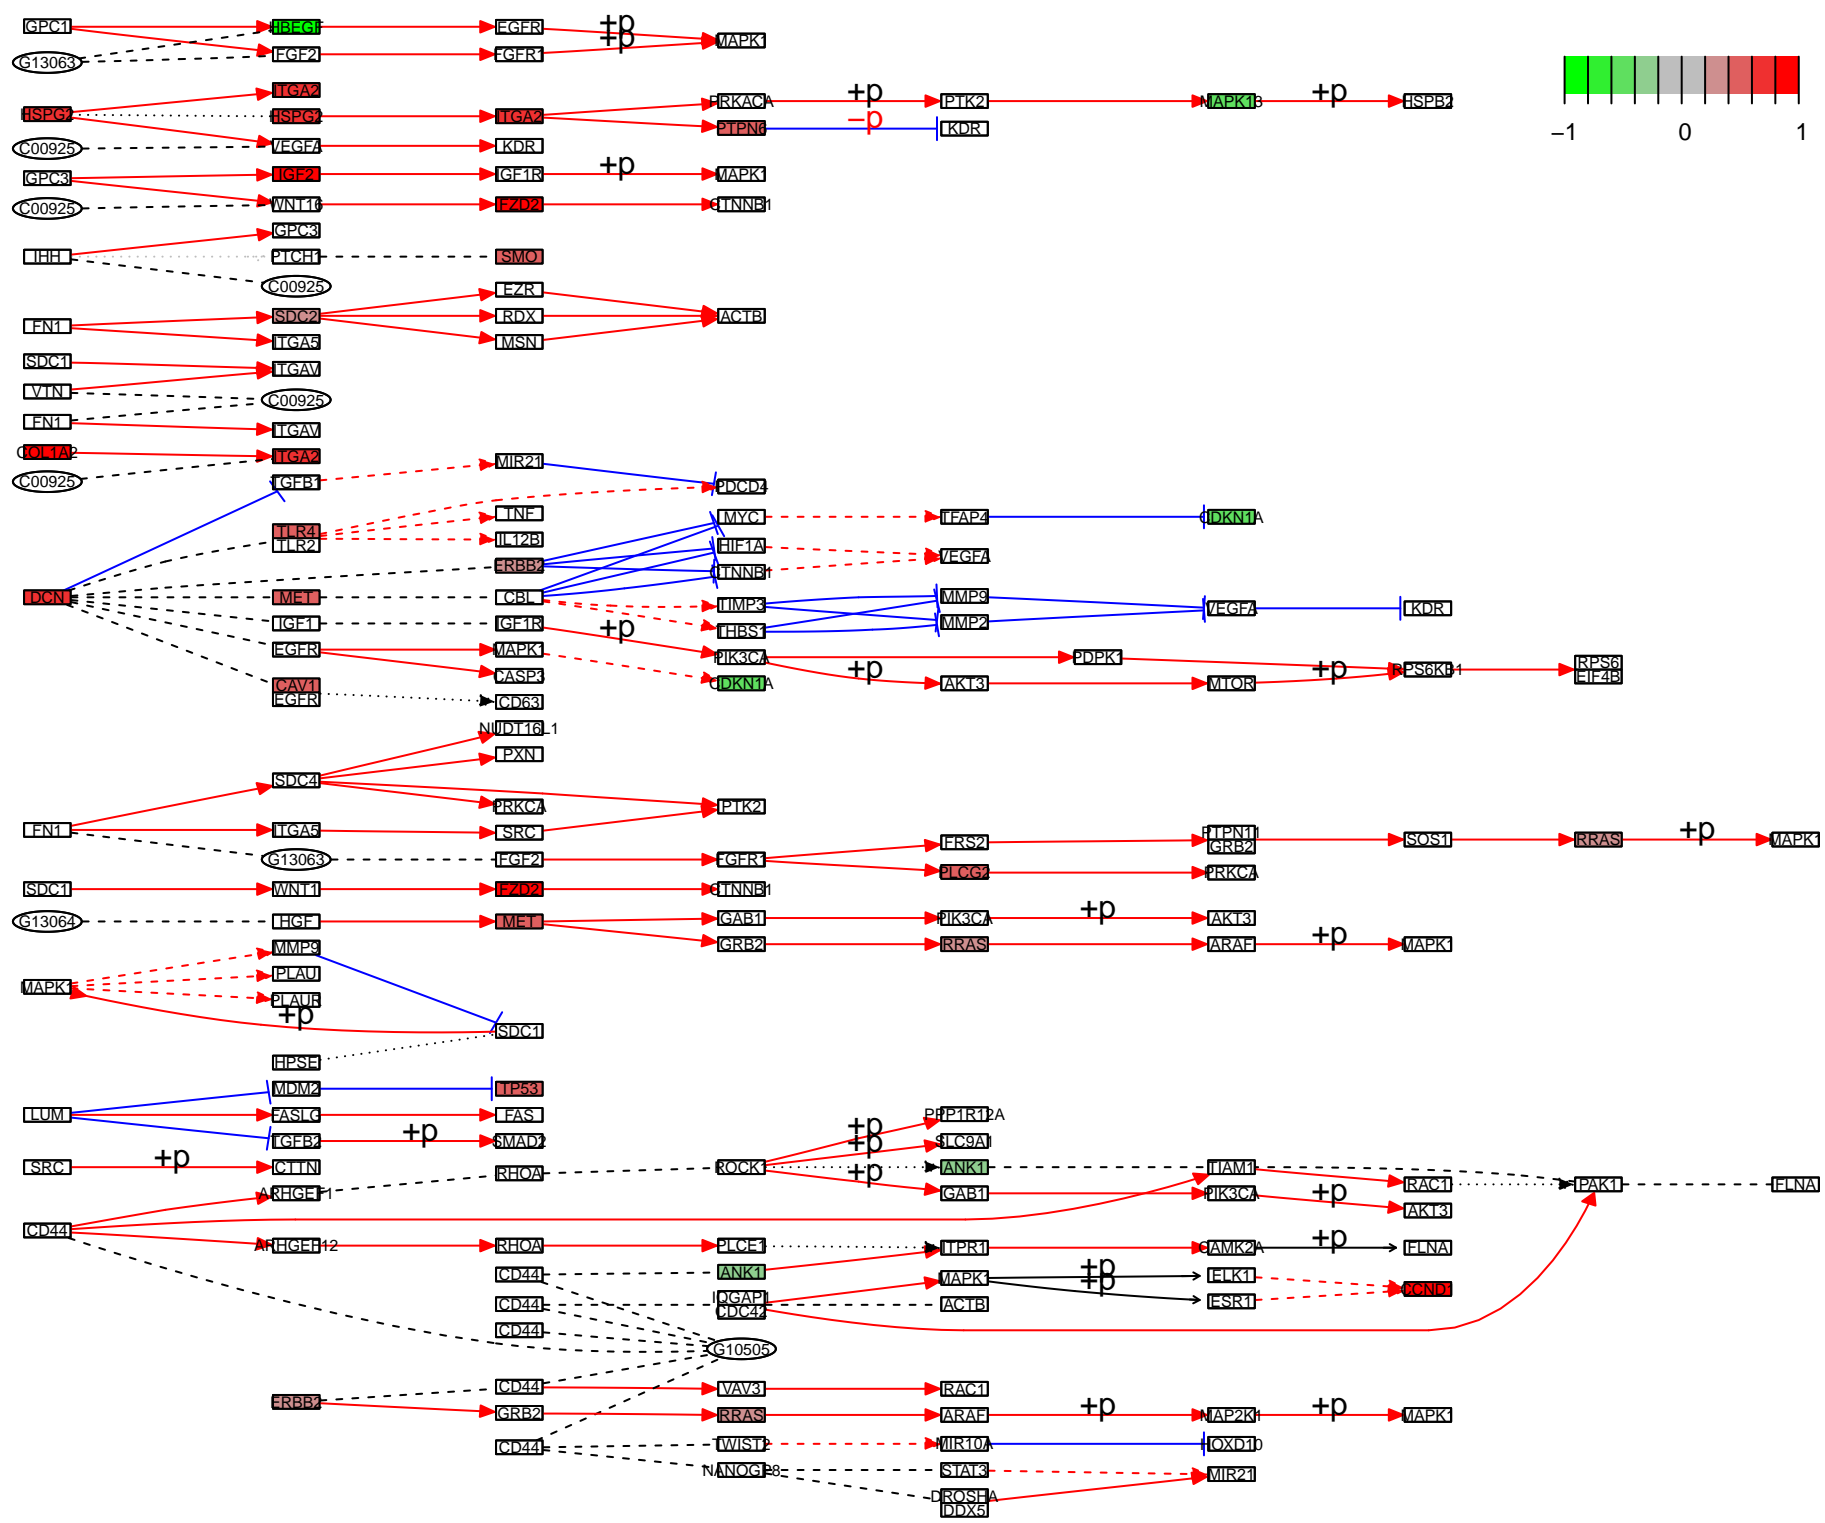 GPC1 HBEGF EGFR +p
+p
G13063 FGF2 FGFR1 MAPK1
HSPG2 ITGA2
HSPG2 ITGA2 PRKACA +p PTK2 MAPK13 +p HSPB2
PTPN6 −p KDR
−1 0 1
C00925 VEGFA KDR
GPC3 IGF2 IGF1R +p MAPK1
C00925 WNT16 FZD2 CTNNB1
GPC3
IHH PTCH1 SMO
C00925
EZR
FN1 SDC2 RDX ACTB
ITGA5 MSN
SDC1 ITGAV
VTN C00925
FN1 ITGAV
COL1A2 ITGA2 MIR21
C00925 TGFB1 PDCD4
TLR4 TNF MYC TFAP4 CDKN1A
TLR2 IL12B HIF1A VEGFA
ERBB2 CTNNB1
DCN MET CBL TIMP3 MMP9 VEGFA KDR
IGF1 IGF1R +p THBS1 MMP2
EGFR MAPK1 PIK3CA PDPK1 RPS6
CASP3 +p +p RPS6KB1 EIF4B
CAV1 CDKN1A AKT3 MTOR
EGFR CD63
NUDT16L1
PXN
SDC4
PRKCA PTK2
FN1 ITGA5 SRC FRS2 PTPN11 SOS1 RRAS +p MAPK1
GRB2
G13063 FGF2 FGFR1 PLCG2 PRKCA
SDC1 WNT1 FZD2 CTNNB1
G13064 HGF MET GAB1 PIK3CA +p AKT3
MMP9 GRB2 RRAS ARAF +p MAPK1
MAPK1 PLAU
PLAUR
+p
SDC1
HPSE
MDM2 TP53
LUM FASLG FAS PPP1R12A
+p
TGFB2 +p SMAD2 +p SLC9A1
SRC +p CTTN RHOA ROCK1 +p ANK1 TIAM1 RAC1 PAK1 FLNA
ARHGEF1 GAB1 PIK3CA +p AKT3
CD44
ARHGEF12 RHOA PLCE1 ITPR1 CAMK2A +p FLNA
CD44 ANK1 MAPK1 +p ELK1
+p CCND1
CD44 IQGAP1 ACTB ESR1
CDC42
CD44
G10505
CD44 VAV3 RAC1
ERBB2 GRB2 RRAS ARAF +p MAP2K1 +p MAPK1
CD44 TWIST2 MIR10A HOXD10
NANOGP8 STAT3 MIR21
DROSHA
DDX5